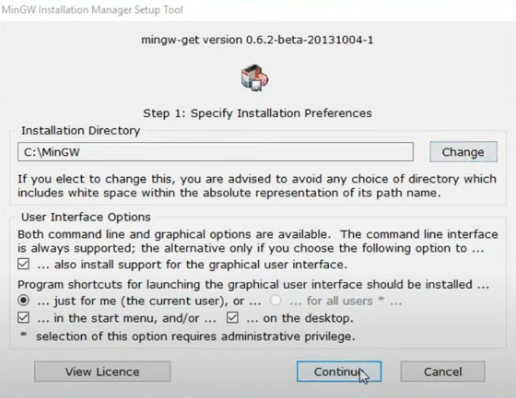 MinGW Installation Manager Setup Tool
mingw-get version 0.6.2-beta-20131004-1
Step 1: Specify Installation Preferences
Installation Directory
C:\MinGW
Change
If you elect to change this, you are advised to avoid any choice of directory which
includes white space within the absolute representation of its path name.
User Interface Options
Both command line and graphical options are available. The command line interface
is always supported; the alternative only if you choose the following option to ...
... also install support for the graphical user interface.
Program shortcuts for launching the graphical user interface should be installed ...
... just for me (the current user), or ... ... for all users * ...
... in the start menu, and/or ... ... on the desktop.
* selection of this option requires administrative privilege.
View Licence
Continue
Cancel